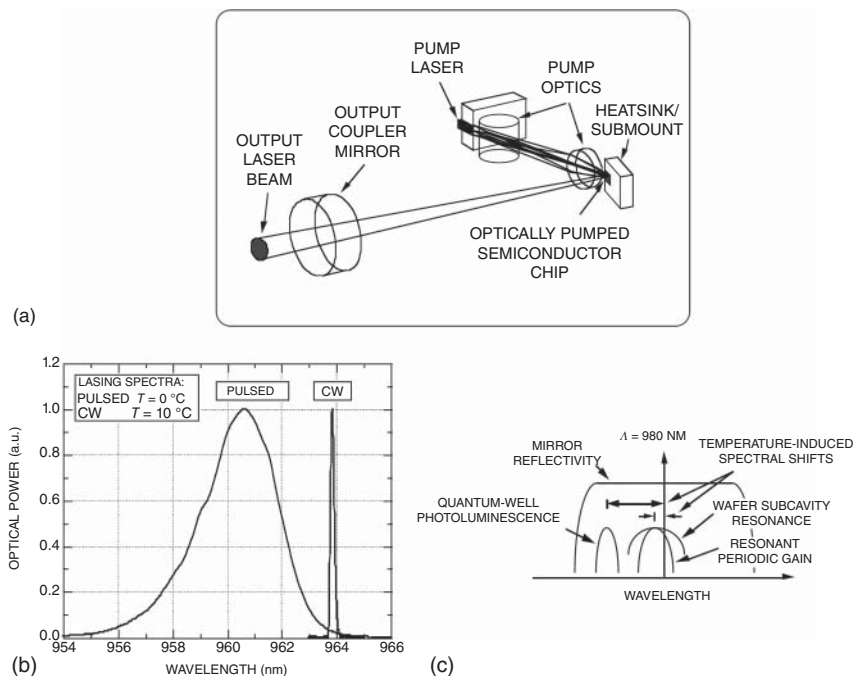 PUMP
LASER
PUMP
OPTICS
HEATSINK/
SUBMOUNT
OUTPUT
COUPLER
MIRROR
OUTPUT
LASER
BEAM
OPTICALLY PUMPED
SEMICONDUCTOR
CHIP
(a)
1.2
1.0
0.8
0.6
0.4
0.2
0.0
OPTICAL POWER (a.u.)
LASING SPECTRA:
PULSED T = 0 °C
CW T = 10 °C
PULSED
CW
954
956
958
960
962
964
966
WAVELENGTH (nm)
(b)
Λ = 980 NM
MIRROR
REFLECTIVITY
TEMPERATURE-INDUCED
SPECTRAL SHIFTS
QUANTUM-WELL
PHOTOLUMINESCENCE
WAFER SUBCAVITY
RESONANCE
RESONANT
PERIODIC GAIN
WAVELENGTH
(c)